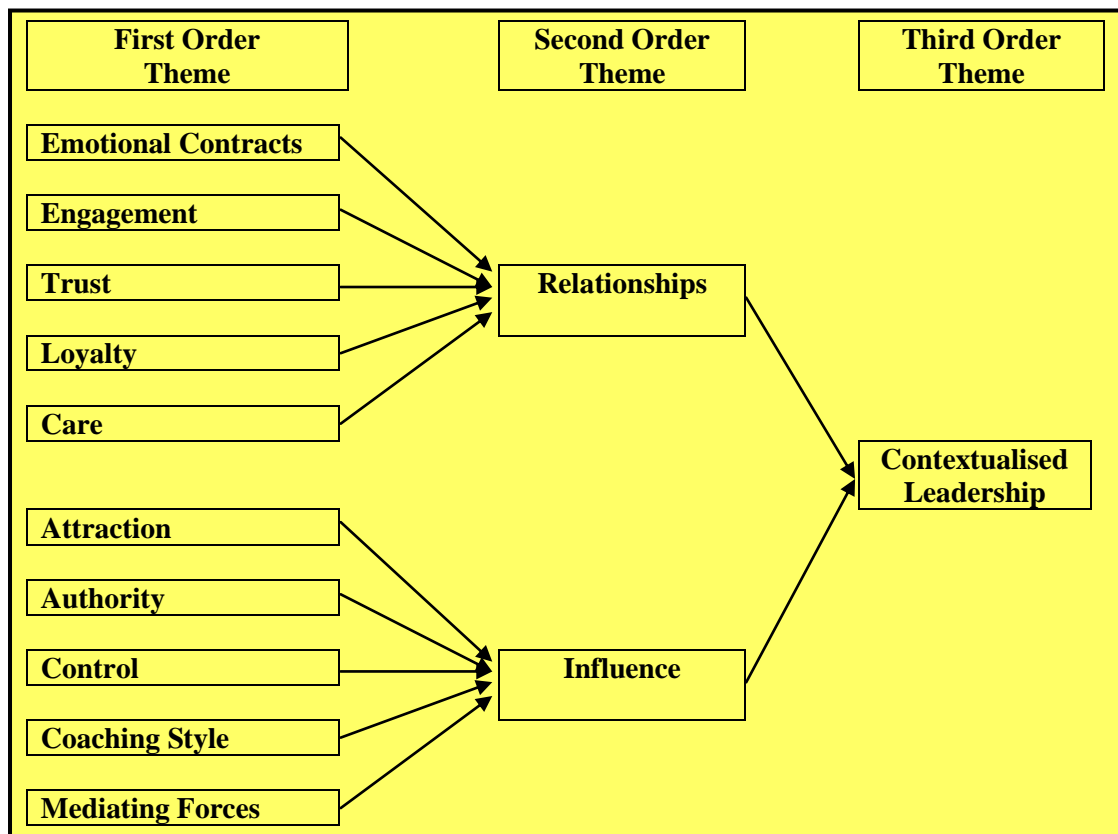 First Order
Theme
Second Order
Theme
Third Order
Theme
Emotional Contracts
Engagement
Trust
Loyalty
Care
Relationships
Attraction
Authority
Control
Coaching Style
Mediating Forces
Influence
Contextualised
Leadership